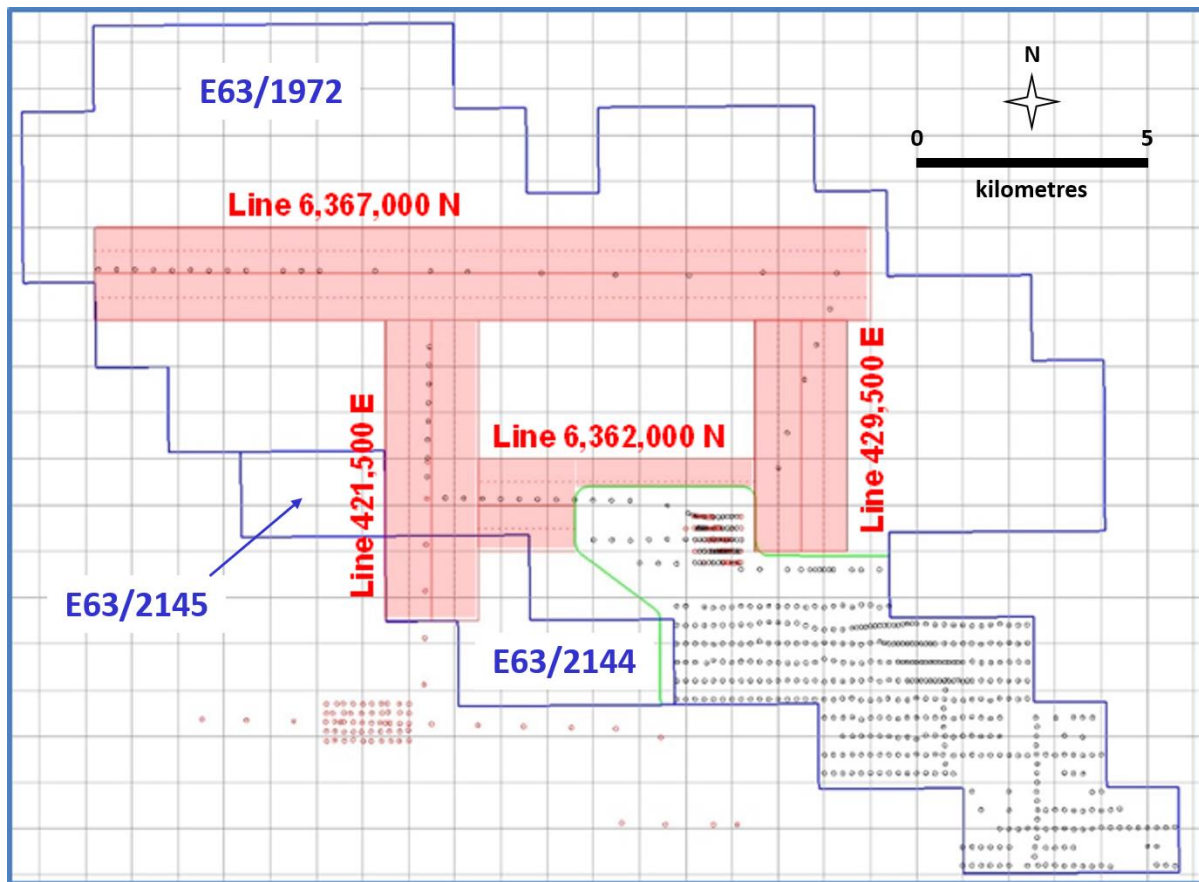 E63/1972
N
0 5
kilometres
Line 6,367,000 N
Line 421,500 E
Line 6,362,000 N
Line 429,500 E
E63/2145
E63/2144